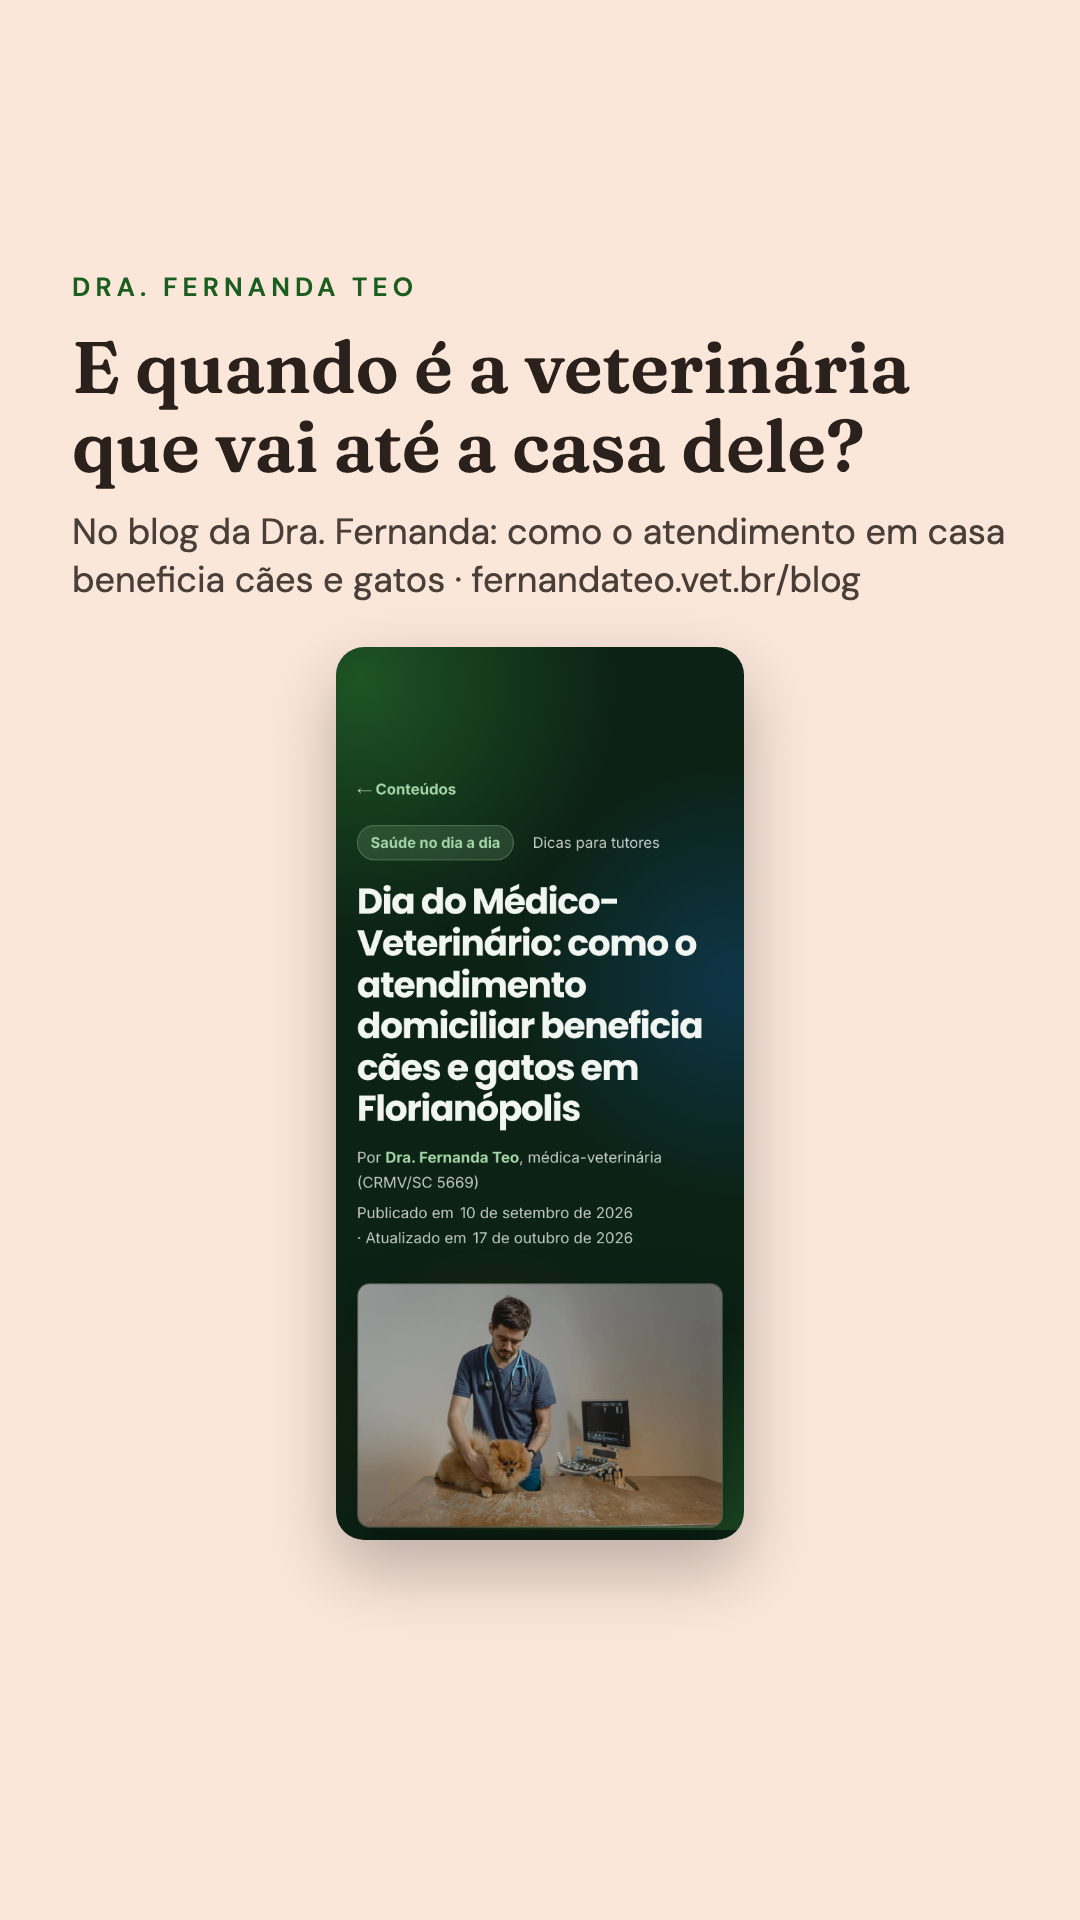 DRA. FERNANDA TEO
E quando é a veterinária
que vai até a casa dele?
No blog da Dra. Fernanda: como o atendimento em casa
beneficia cães e gatos · fernandateo.vet.br/blog
← Conteúdos
Saúde no dia a dia Dicas para tutores
Dia do Médico-
Veterinário: como o
atendimento
domiciliar beneficia
cães e gatos em
Florianópolis
Por Dra. Fernanda Teo, médica-veterinária
(CRMV/SC 5669)
Publicado em 10 de setembro de 2026
· Atualizado em 17 de outubro de 2026